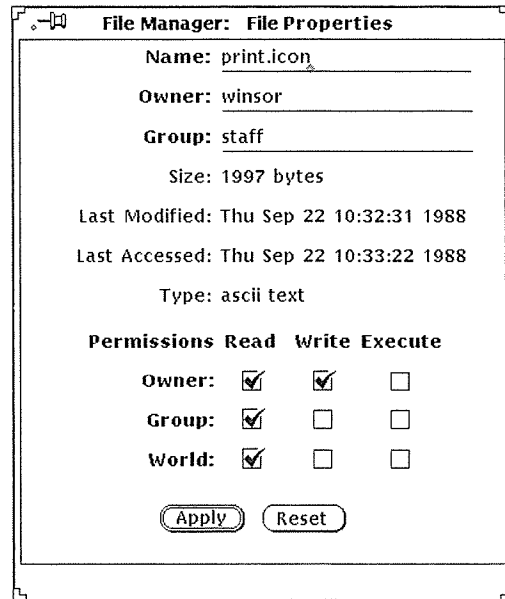 File Manager: File Properties
Name: print.icon
Owner: winsor
Group: staff
Size: 1997 bytes
Last Modified: Thu Sep 22 10:32:31 1988
Last Accessed: Thu Sep 22 10:33:22 1988
Type: ascii text
Permissions Read Write Execute
Owner:
Group:
World:
Apply Reset